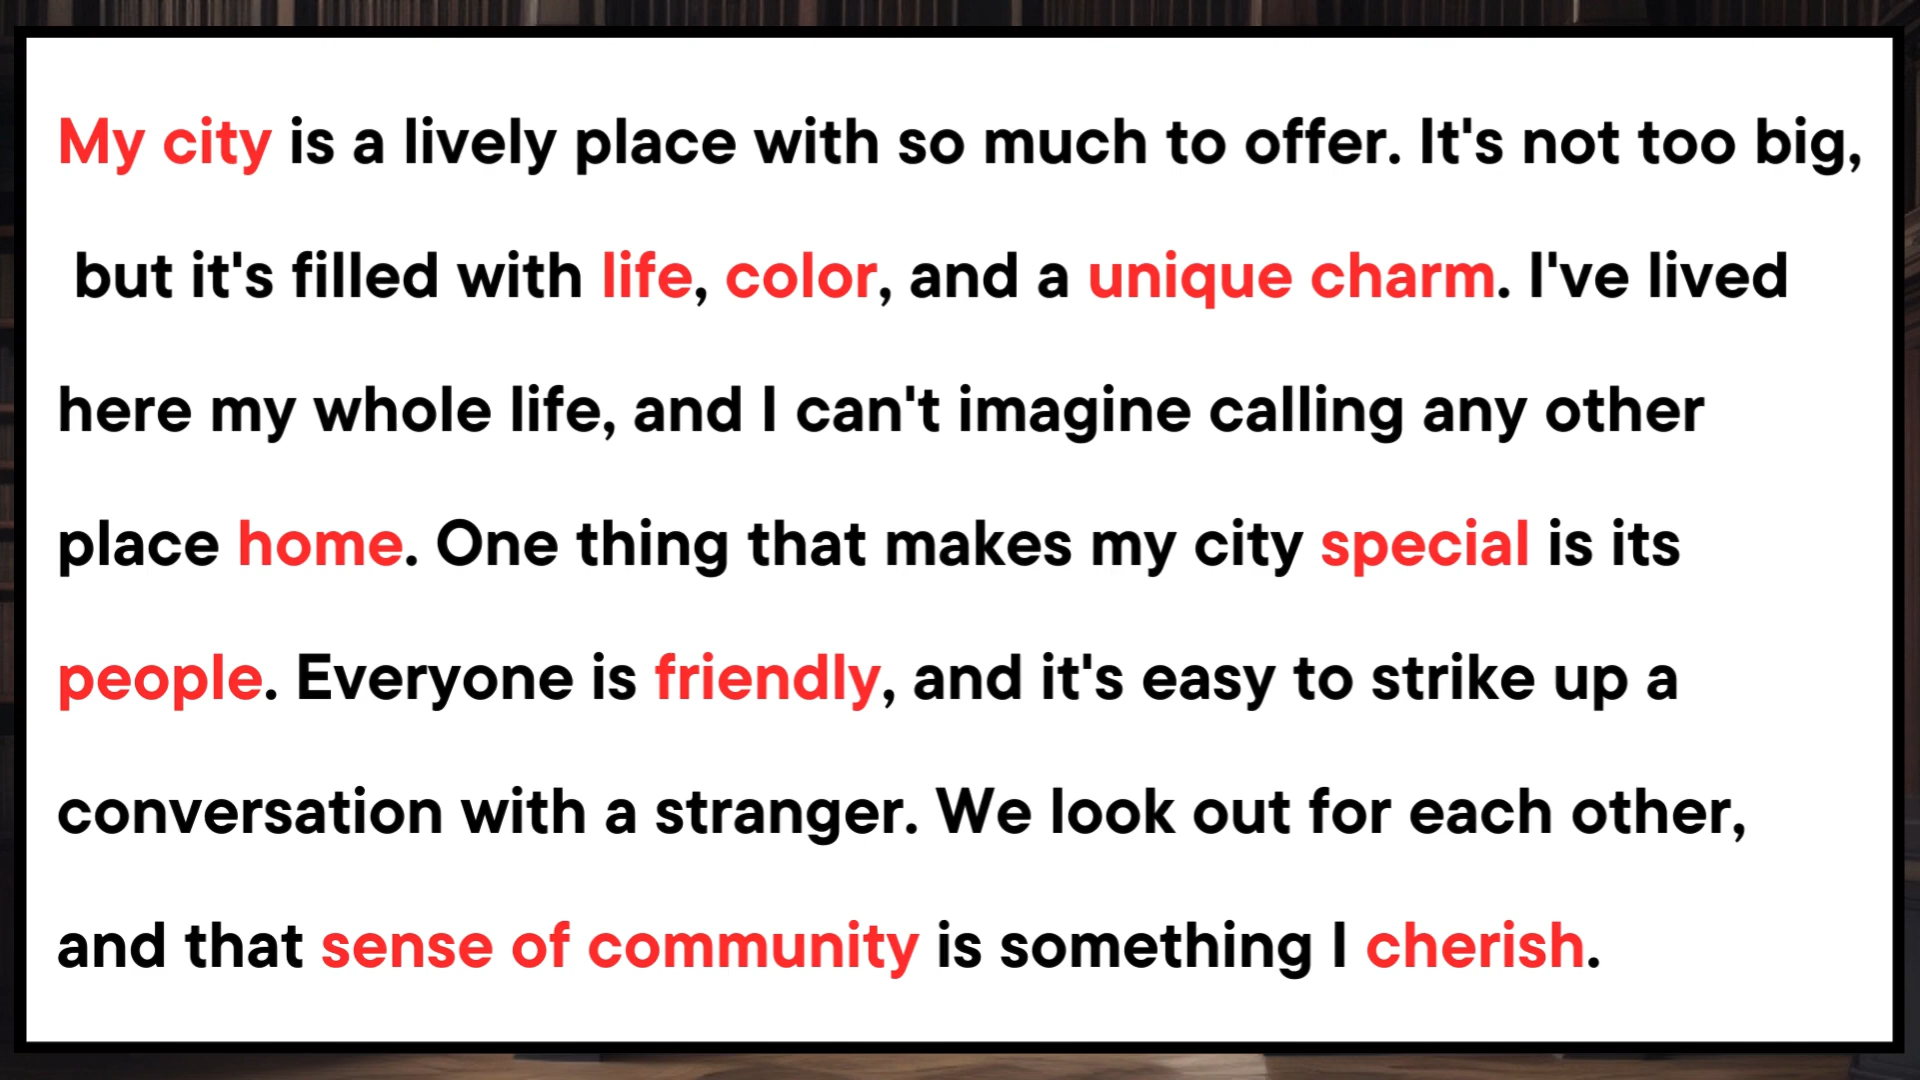 My city is a lively place with so much to offer. It's not too big,
but it's filled with life, color, and a unique charm. I've lived
here my whole life, and I can't imagine calling any other
place home. One thing that makes my city special is its
people. Everyone is friendly, and it's easy to strike up a
conversation with a stranger. We look out for each other,
and that sense of community is something I cherish.